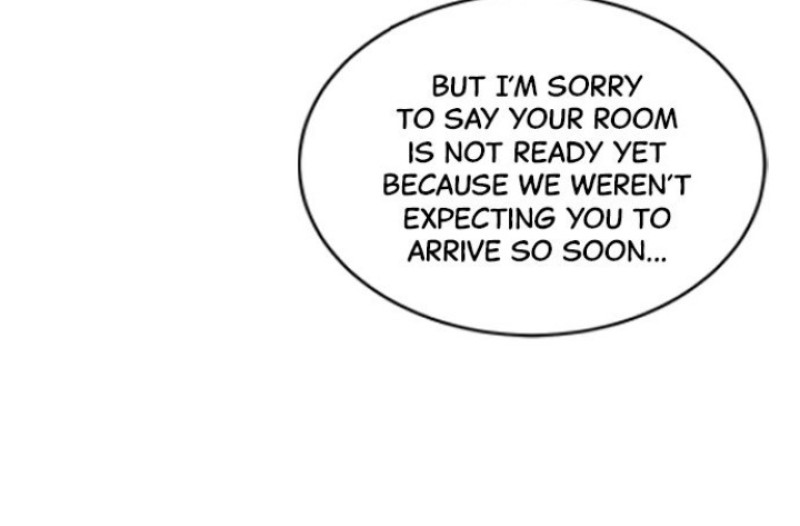 BUT I'M SORRY
TO SAY YOUR ROOM
IS NOT READY YET
BECAUSE WE WEREN'T
EXPECTING YOU TO
ARRIVE SO SOON...